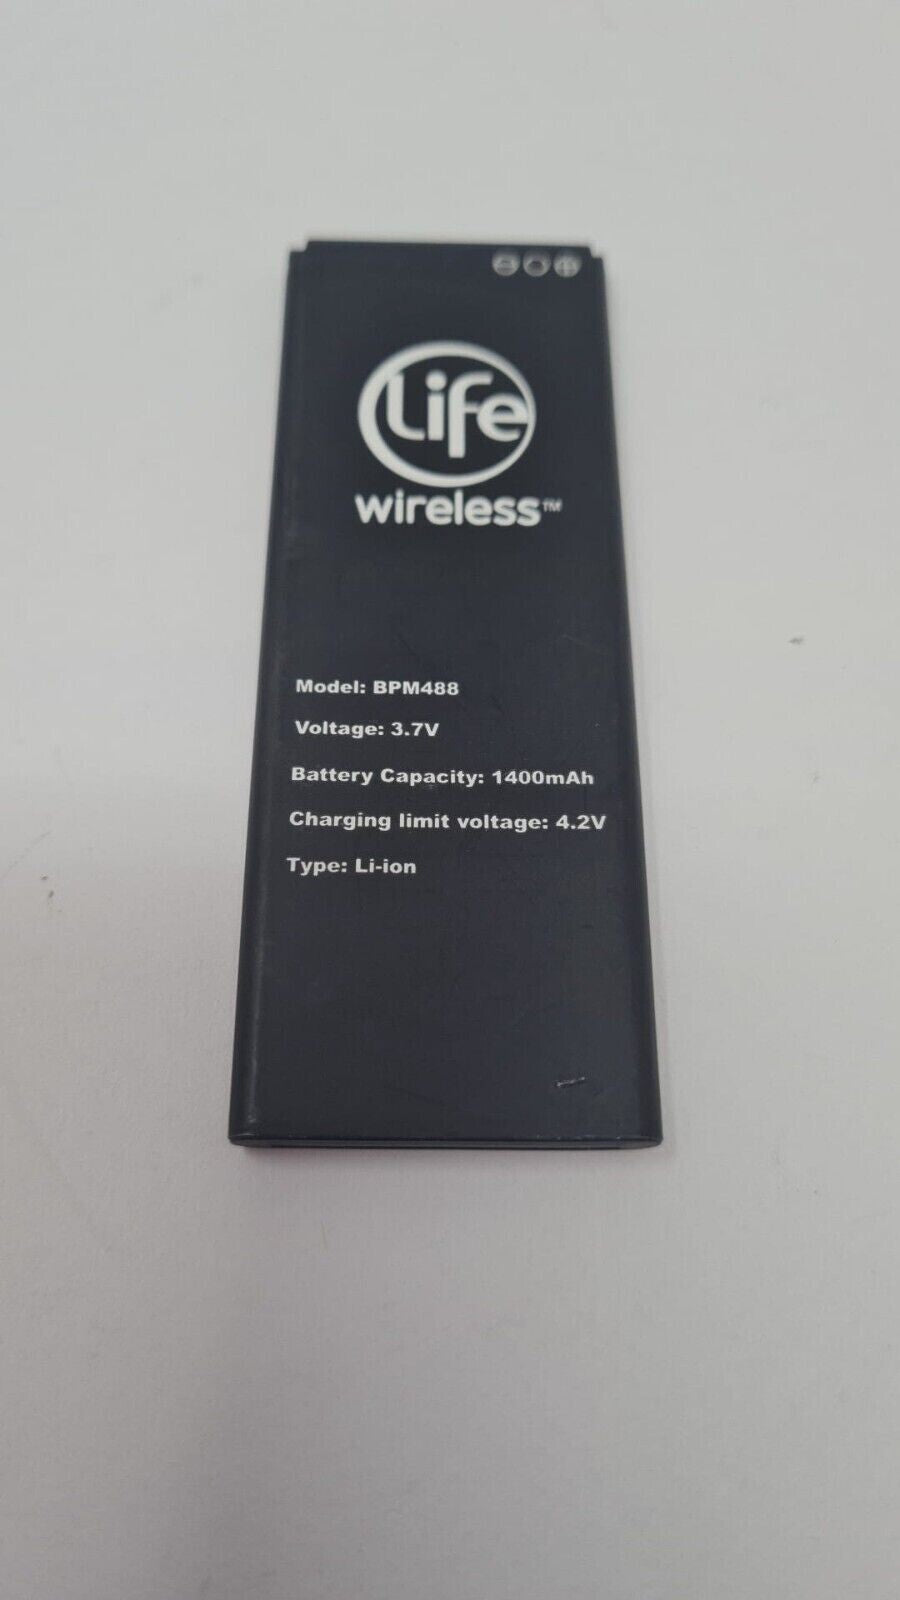 Life
wireless™
Model: BPM488
Voltage: 3.7V
Battery Capacity: 1400mAh
Charging limit voltage: 4.2V
Type: Li-ion